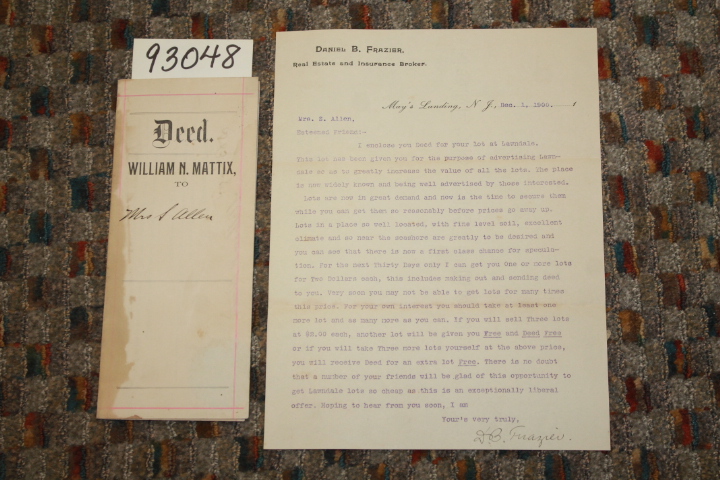 93048
Deed.
WILLIAM N. MATTIX,
TO
Mrs S Allen
DANIEL B. FRAZIER,
Real Estate and Insurance Broker.
May's Landing, N. J., Dec. 1, 1900. 1
Mrs. S. Allen,
Esteemed Friend:-
I enclose you Deed for your lot at Lawndale.
This lot had been given you for the purpose of advertising Lawn-
dale so as to greatly increase the value of all the lots. The place
is now widely known and being well advertised by those interested.
Lots are now in great demand and now is the time to secure them
while you can get them so reasonably before prices go away up.
Lots in a place so well located, with fine level soil, excellent
climate and so near the seashore are greatly to be desired and
you can see that there is now a first class chance for specula-
tion. For the next Thirty Days only I can get you One or more lots
for Two Dollars each, this includes making out and sending deed
to you. Very soon you may not be able to get lots for many times
this price. For your own interest you should take at least one
more lot and as many more as you can. If you will sell Three lots
at $2.00 each, another lot will be given you Free and Deed Free
or if you will take Three more lots yourself at the above price,
you will receive Deed for an extra lot Free. There is no doubt
that a number of your friends will be glad of this opportunity to
get Lawndale lots so cheap as this is an exceptionally liberal
offer. Hoping to hear from you soon, I am
Your's very truly,
D.B. Frazier.